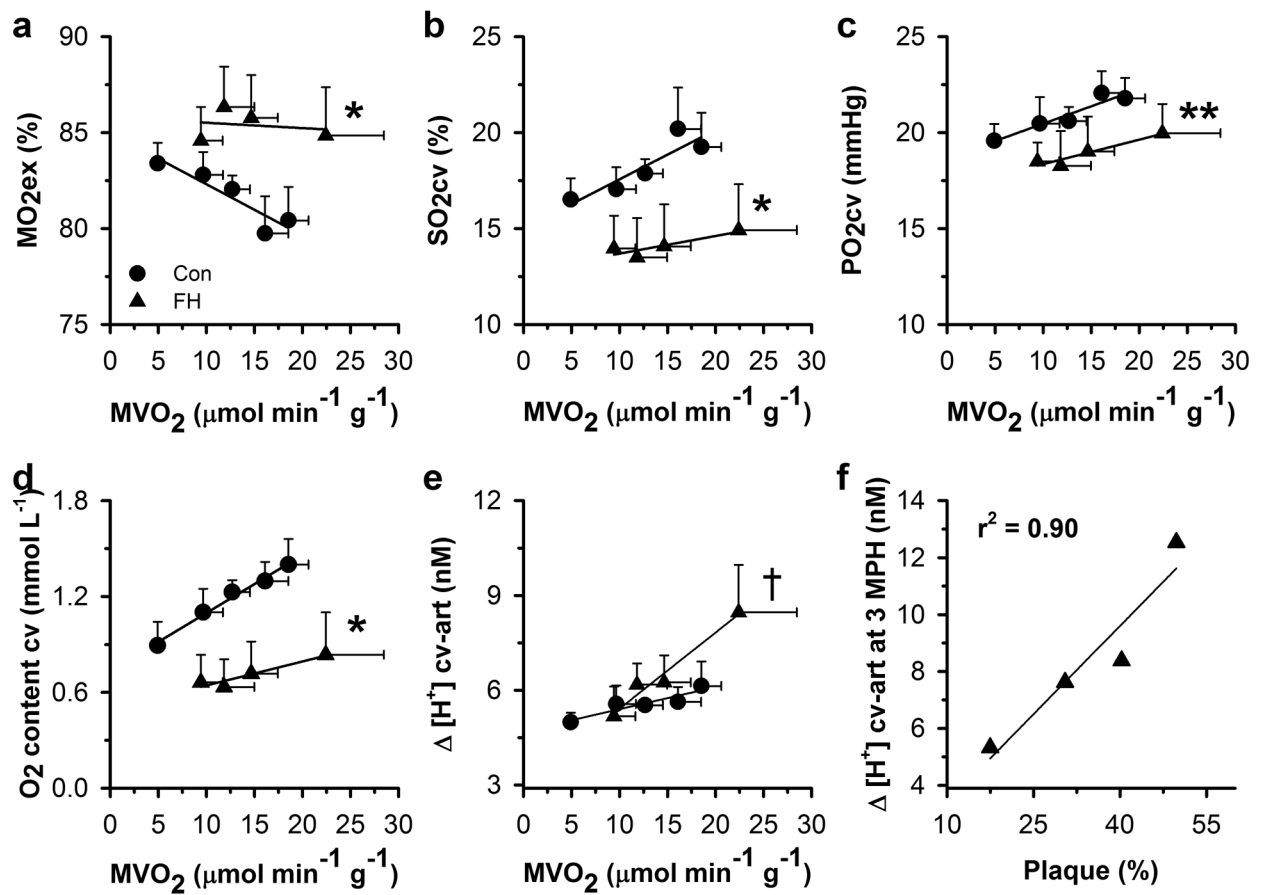 a
90
85
80
75
MO2ex (%)
Con
FH
*
0 5 10 15 20 25 30
MVO2 (μmol min-1 g-1)
b
25
20
15
10
SO2cv (%)
*
0 5 10 15 20 25 30
MVO2 (μmol min-1 g-1)
c
25
20
15
10
PO2cv (mmHg)
**
0 5 10 15 20 25 30
MVO2 (μmol min-1 g-1)
d
1.8
1.2
0.6
0.0
O2 content cv (mmol L-1)
*
0 5 10 15 20 25 30
MVO2 (μmol min-1 g-1)
e
12
9
6
3
Δ [H+] cv-art (nM)
†
0 5 10 15 20 25 30
MVO2 (μmol min-1 g-1)
f
14
12
10
8
6
4
Δ [H+] cv-art at 3 MPH (nM)
r2 = 0.90
10 25 40 55
Plaque (%)